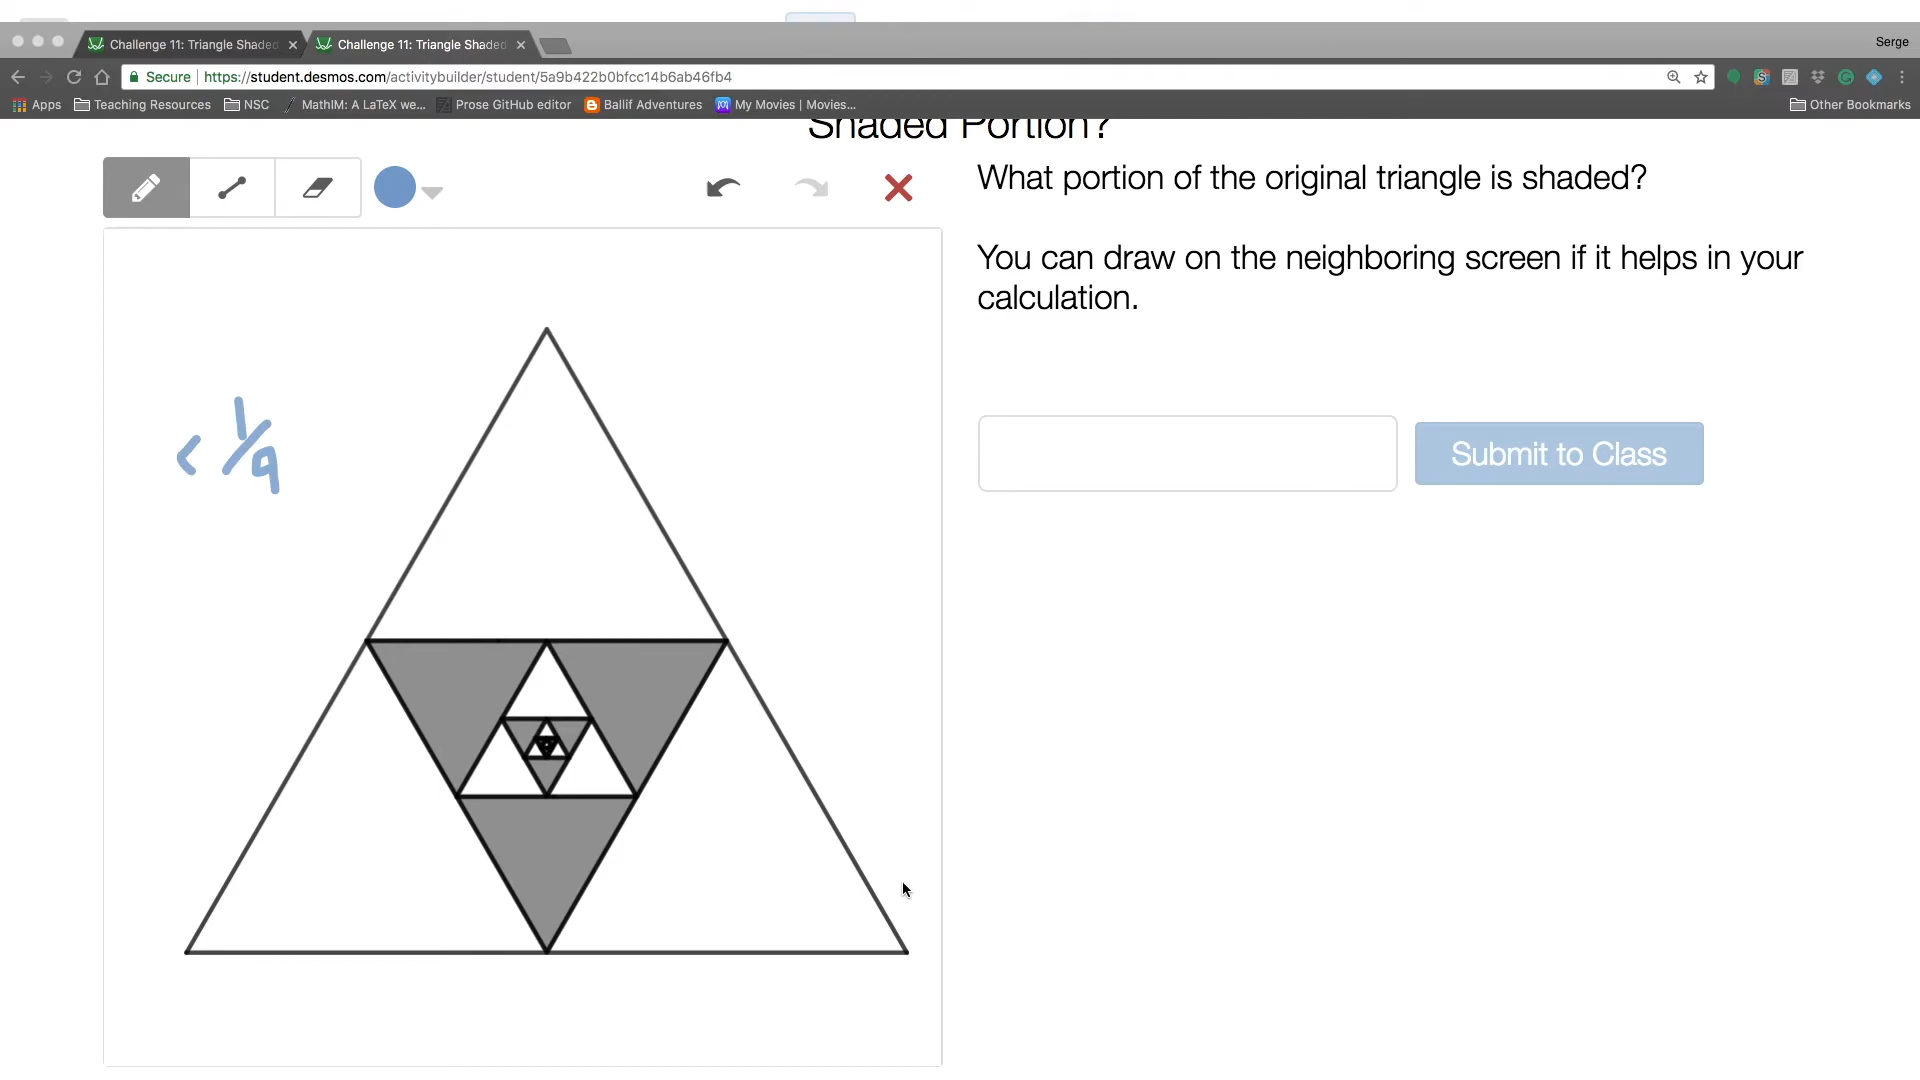 Challenge 11: Triangle Shaded
Challenge 11: Triangle Shaded
Serge
Secure https://student.desmos.com/activitybuilder/student/5a9b422b0bfcc14b6ab46fb4
Apps Teaching Resources NSC MathIM: A LaTeX we... Prose GitHub editor Ballif Adventures My Movies | Movies... Other Bookmarks
Shaded Portion?
What portion of the original triangle is shaded?
You can draw on the neighboring screen if it helps in your
calculation.
< 1/9
Submit to Class